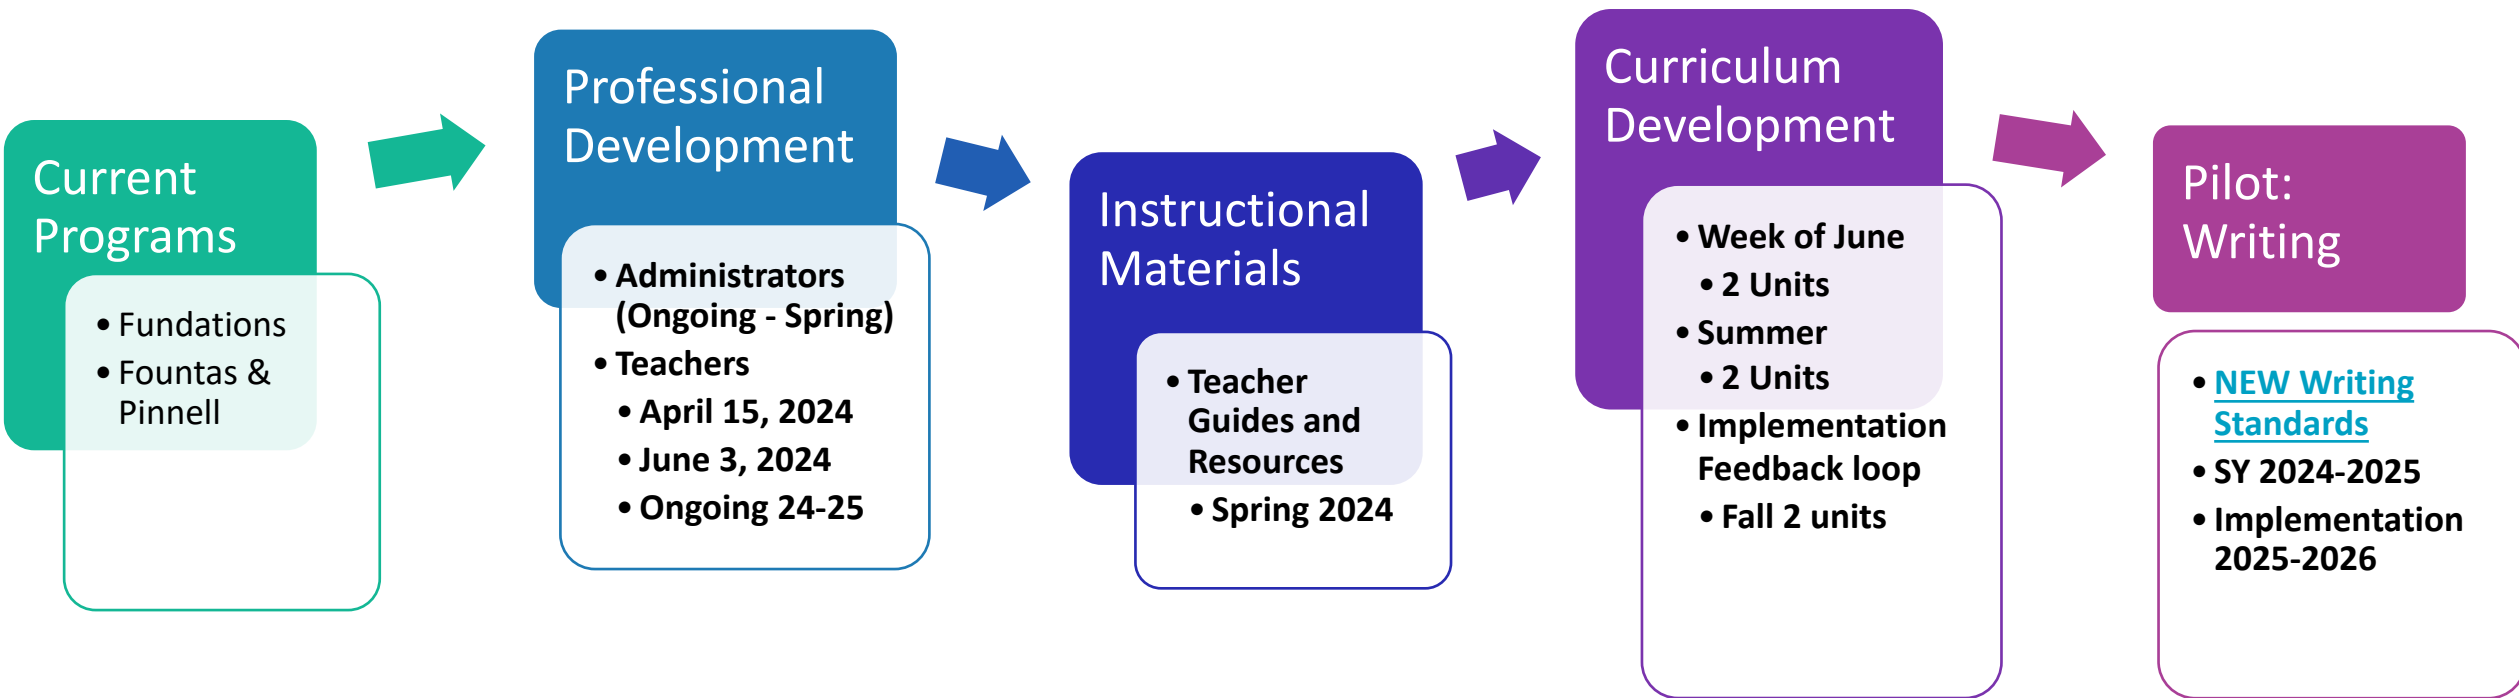 Current
Programs
• Fundations
• Fountas &
Pinnell
Professional
Development
• Administrators
(Ongoing - Spring)
• Teachers
• April 15, 2024
• June 3, 2024
• Ongoing 24-25
Instructional
Materials
• Teacher
Guides and
Resources
• Spring 2024
Curriculum
Development
• Week of June
• 2 Units
• Summer
• 2 Units
• Implementation
Feedback loop
• Fall 2 units
Pilot:
Writing
• NEW Writing
Standards
• SY 2024-2025
• Implementation
2025-2026